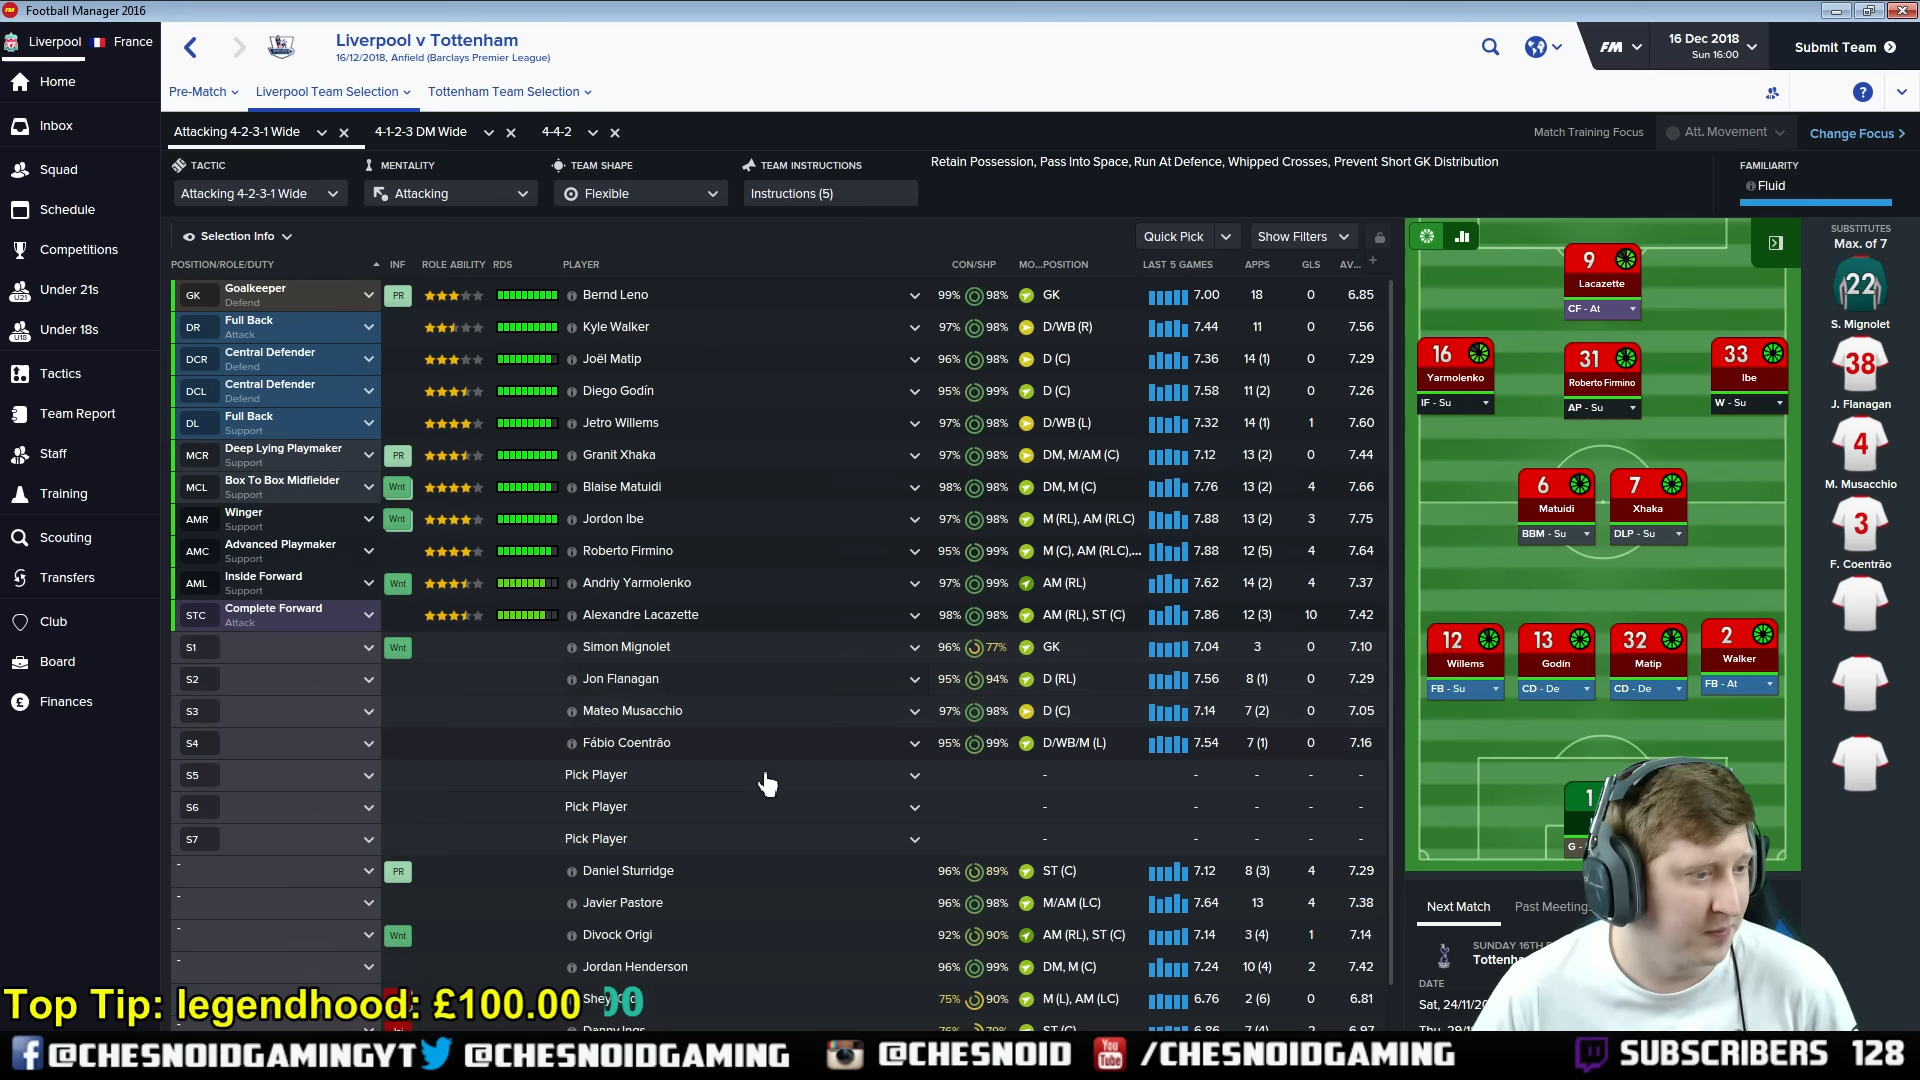 Football Manager 2016
Liverpool France
Liverpool v Tottenham
16/12/2018, Anfield (Barclays Premier League)
FM
16 Dec 2018
Sun 16:00
Submit Team
Home
Inbox
Squad
Schedule
Competitions
Under 21s
Under 18s
Tactics
Team Report
Staff
Training
Scouting
Transfers
Club
Board
Finances
Pre-Match Liverpool Team Selection Tottenham Team Selection
Attacking 4-2-3-1 Wide 4-1-2-3 DM Wide 4-4-2
Match Training Focus Att. Movement Change Focus >
TACTIC MENTALITY TEAM SHAPE TEAM INSTRUCTIONS
Attacking 4-2-3-1 Wide Attacking Flexible Instructions (5)
Retain Possession, Pass Into Space, Run At Defence, Whipped Crosses, Prevent Short GK Distribution
FAMILIARITY
Fluid
Selection Info Quick Pick Show Filters
POSITION/ROLE/DUTY INF ROLE ABILITY RDS PLAYER CON/SHP MO... POSITION LAST 5 GAMES APPS GLS AV...
GK Goalkeeper Defend PR Bernd Leno 99% 98% GK 7.00 18 0 6.85
DR Full Back Attack Kyle Walker 97% 98% D/WB (R) 7.44 11 0 7.56
DCR Central Defender Defend Joël Matip 96% 98% D (C) 7.36 14 (1) 0 7.29
DCL Central Defender Defend Diego Godín 95% 99% D (C) 7.58 11 (2) 0 7.26
DL Full Back Support Jetro Willems 97% 98% D/WB (L) 7.32 14 (1) 1 7.60
MCR Deep Lying Playmaker Support PR Granit Xhaka 97% 98% DM, M/AM (C) 7.12 13 (2) 0 7.44
MCL Box To Box Midfielder Support Wnt Blaise Matuidi 98% 98% DM, M (C) 7.76 13 (2) 4 7.66
AMR Winger Support Wnt Jordon Ibe 97% 98% M (RL), AM (RLC) 7.88 13 (2) 3 7.75
AMC Advanced Playmaker Support Roberto Firmino 95% 99% M (C), AM (RLC),... 7.88 12 (5) 4 7.64
AML Inside Forward Support Wnt Andriy Yarmolenko 97% 99% AM (RL) 7.62 14 (2) 4 7.37
STC Complete Forward Attack Alexandre Lacazette 98% 98% AM (RL), ST (C) 7.86 12 (3) 10 7.42
S1 Wnt Simon Mignolet 96% 77% GK 7.04 3 0 7.10
S2 Jon Flanagan 95% 94% D (RL) 7.56 8 (1) 0 7.29
S3 Mateo Musacchio 97% 98% D (C) 7.14 7 (2) 0 7.05
S4 Fábio Coentrão 95% 99% D/WB/M (L) 7.54 7 (1) 0 7.16
S5 Pick Player - - - - -
S6 Pick Player - - - - -
S7 Pick Player - - - - -
- PR Daniel Sturridge 96% 89% ST (C) 7.12 8 (3) 4 7.29
- Javier Pastore 96% 98% M/AM (LC) 7.64 13 4 7.38
- Wnt Divock Origi 92% 90% AM (RL), ST (C) 7.14 3 (4) 1 7.14
- Jordan Henderson 96% 99% DM, M (C) 7.24 10 (4) 2 7.42
75% 90% M (L), AM (LC) 6.76 2 (6) 0 6.81
Danny Ings 76% 79% ST (C) 6.86 7 (4) 2 6.97
9
Lacazette
CF - At
16 31 33
Yarmolenko Roberto Firmino Ibe
IF - Su AP - Su W - Su
6 7
Matuidi Xhaka
BBM - Su DLP - Su
12 13 32 2
Willems Godín Matip Walker
FB - Su CD - De CD - De FB - At
1
G -
SUBSTITUTES
Max. of 7
22
S. Mignolet
38
J. Flanagan
4
M. Musacchio
3
F. Coentrão
Next Match Past Meeting
SUNDAY 16TH
Tottenha
DATE
Sat, 24/11/20
Thu, 29/1
Top Tip: legendhood: £100.00
@CHESNOIDGAMINGYT @CHESNOIDGAMING @CHESNOID You Tube /CHESNOIDGAMING SUBSCRIBERS 128